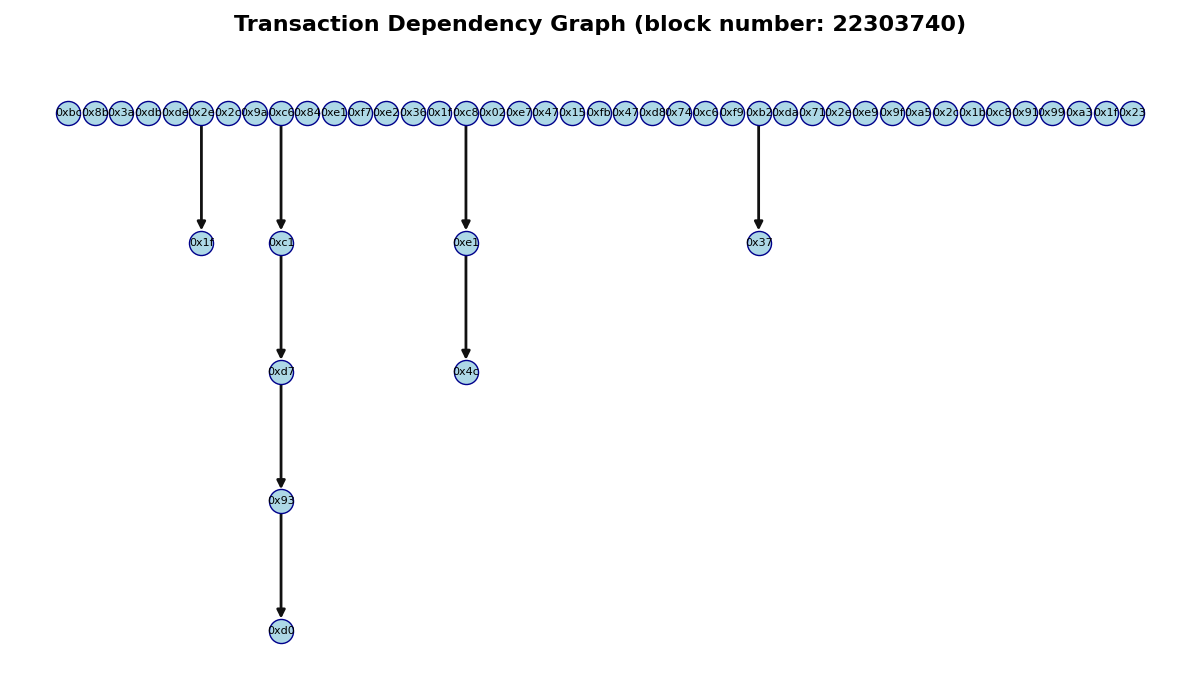 Transaction Dependency Graph (block number: 22303740)
0xbc 0x8b 0x3a 0xdb 0xde 0x2e 0x2c 0x9a 0xc6 0x84 0xe1 0xf7 0xe2 0x36 0x1f 0xc8 0x02 0xe7 0x47 0x15 0xfb 0x47 0xd8 0x74 0xc6 0xf9 0xb2 0xda 0x71 0x2e 0xe9 0x9f 0xa5 0x2c 0x1b 0xc8 0x91 0x99 0xa3 0x1f 0x23
0x1f 0xc1 0xe1 0x37
0xd7 0x4c
0x93
0xd0